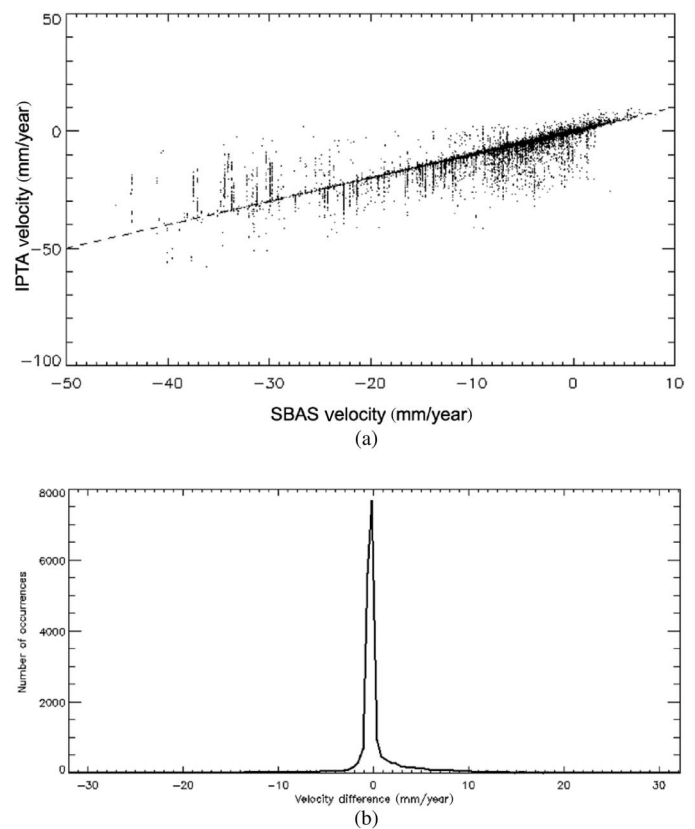 50
0
−50
−100
IPTA velocity (mm/year)
−50 −40 −30 −20 −10 0 10
SBAS velocity (mm/year)
(a)
8000
6000
4000
2000
0
Number of occurrences
−30 −20 −10 0 10 20 30
Velocity difference (mm/year)
(b)